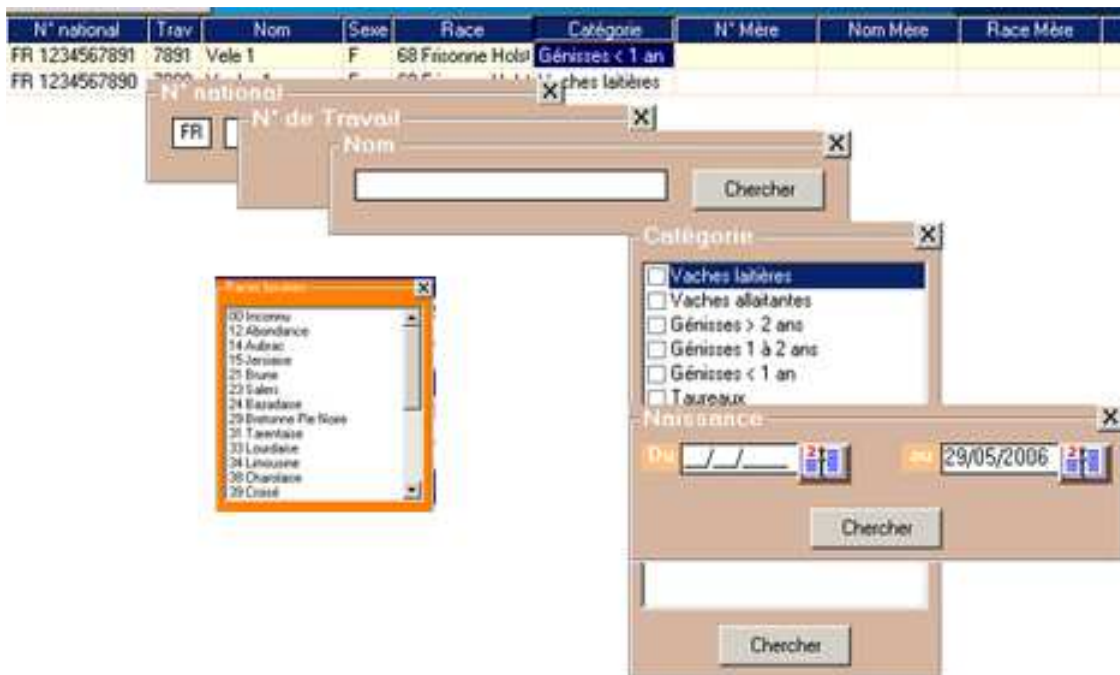 N° national Trav Nom Sexe Race Catégorie N° Mère Nom Mère Race Mère
FR 1234567891 7891 Vele 1 F 68 Frisonne Holst Génisses < 1 an
FR 1234567890 F laitières
N° national
FR
N° de Travail
Nom
Chercher
Catégorie
Vaches laitières
Vaches allaitantes
Génisses > 2 ans
Génisses 1 à 2 ans
Génisses < 1 an
Taureaux
00 Inconnu
12 Abondance
14 Aubrac
15 Jersiaise
21 Brune
23 Salers
24 Bazadaise
29 Bretonne Pie Noire
31 Tarentaise
33 Lourdaise
34 Limousine
38 Charolaise
39 Croisé
Naissance
Du __/__/____ au 29/05/2006
Chercher
Chercher